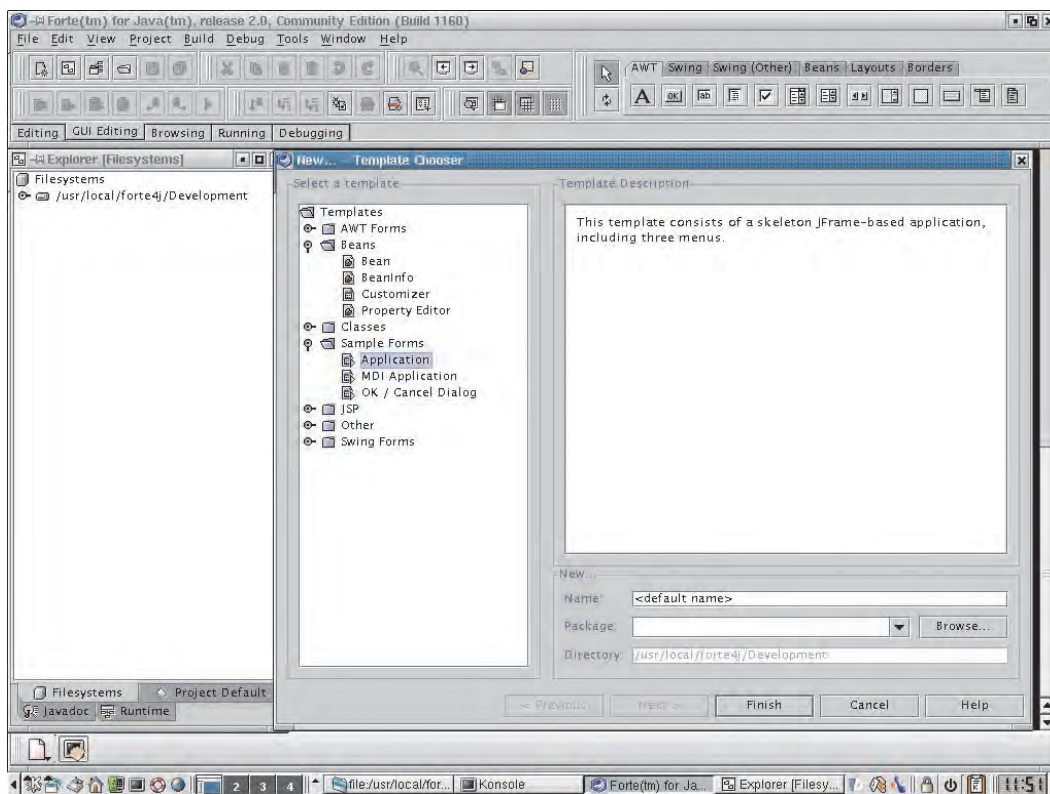 Forte(tm) for Java(tm), release 2.0, Community Edition (Build 1160)
File Edit View Project Build Debug Tools Window Help
AWT Swing Swing (Other) Beans Layouts Borders
A OK ab
Editing GUI Editing Browsing Running Debugging
Explorer [Filesystems]
Filesystems
/usr/local/forte4j/Development
New... - Template Chooser
Select a template
Templates
AWT Forms
Beans
Bean
BeanInfo
Customizer
Property Editor
Classes
Sample Forms
Application
MDI Application
OK / Cancel Dialog
JSP
Other
Swing Forms
Template Description
This template consists of a skeleton JFrame-based application,
including three menus.
New...
Name: <default name>
Package: Browse...
Directory: /usr/local/forte4j/Development
< Previous Next > Finish Cancel Help
Filesystems Project Default
Javadoc Runtime
2 3 4 file:/usr/local/for... Konsole Forte(tm) for Ja... Explorer [Filesy... 11:51